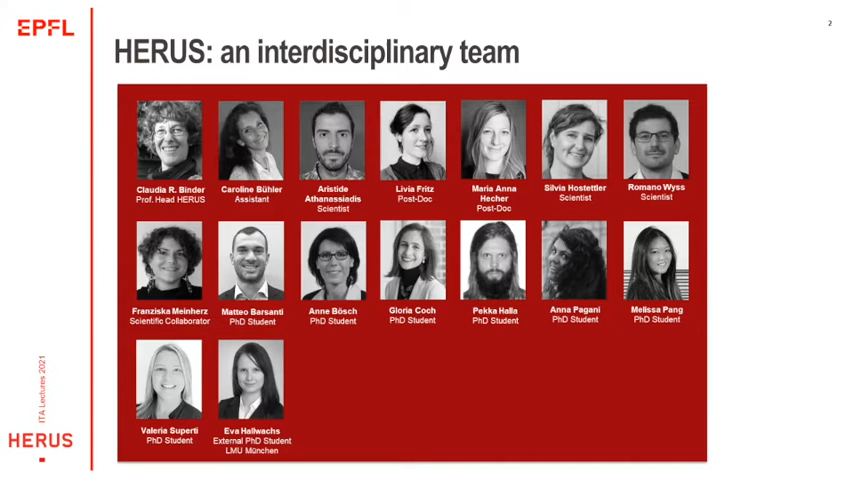 EPFL
2
HERUS: an interdisciplinary team
Claudia R. Binder
Prof. Head HERUS
Caroline Bühler
Assistant
Aristide
Athanassiadis
Scientist
Livia Fritz
Post-Doc
Maria Anna
Hecher
Post-Doc
Silvia Hostettler
Scientist
Romano Wyss
Scientist
Franziska Meinherz
Scientific Collaborator
Matteo Barsanti
PhD Student
Anne Bösch
PhD Student
Gloria Coch
PhD Student
Pekka Halla
PhD Student
Anna Pagani
PhD Student
Melissa Pang
PhD Student
Valeria Superti
PhD Student
Eva Hallwachs
External PhD Student
LMU München
ITA Lectures 2021
HERUS